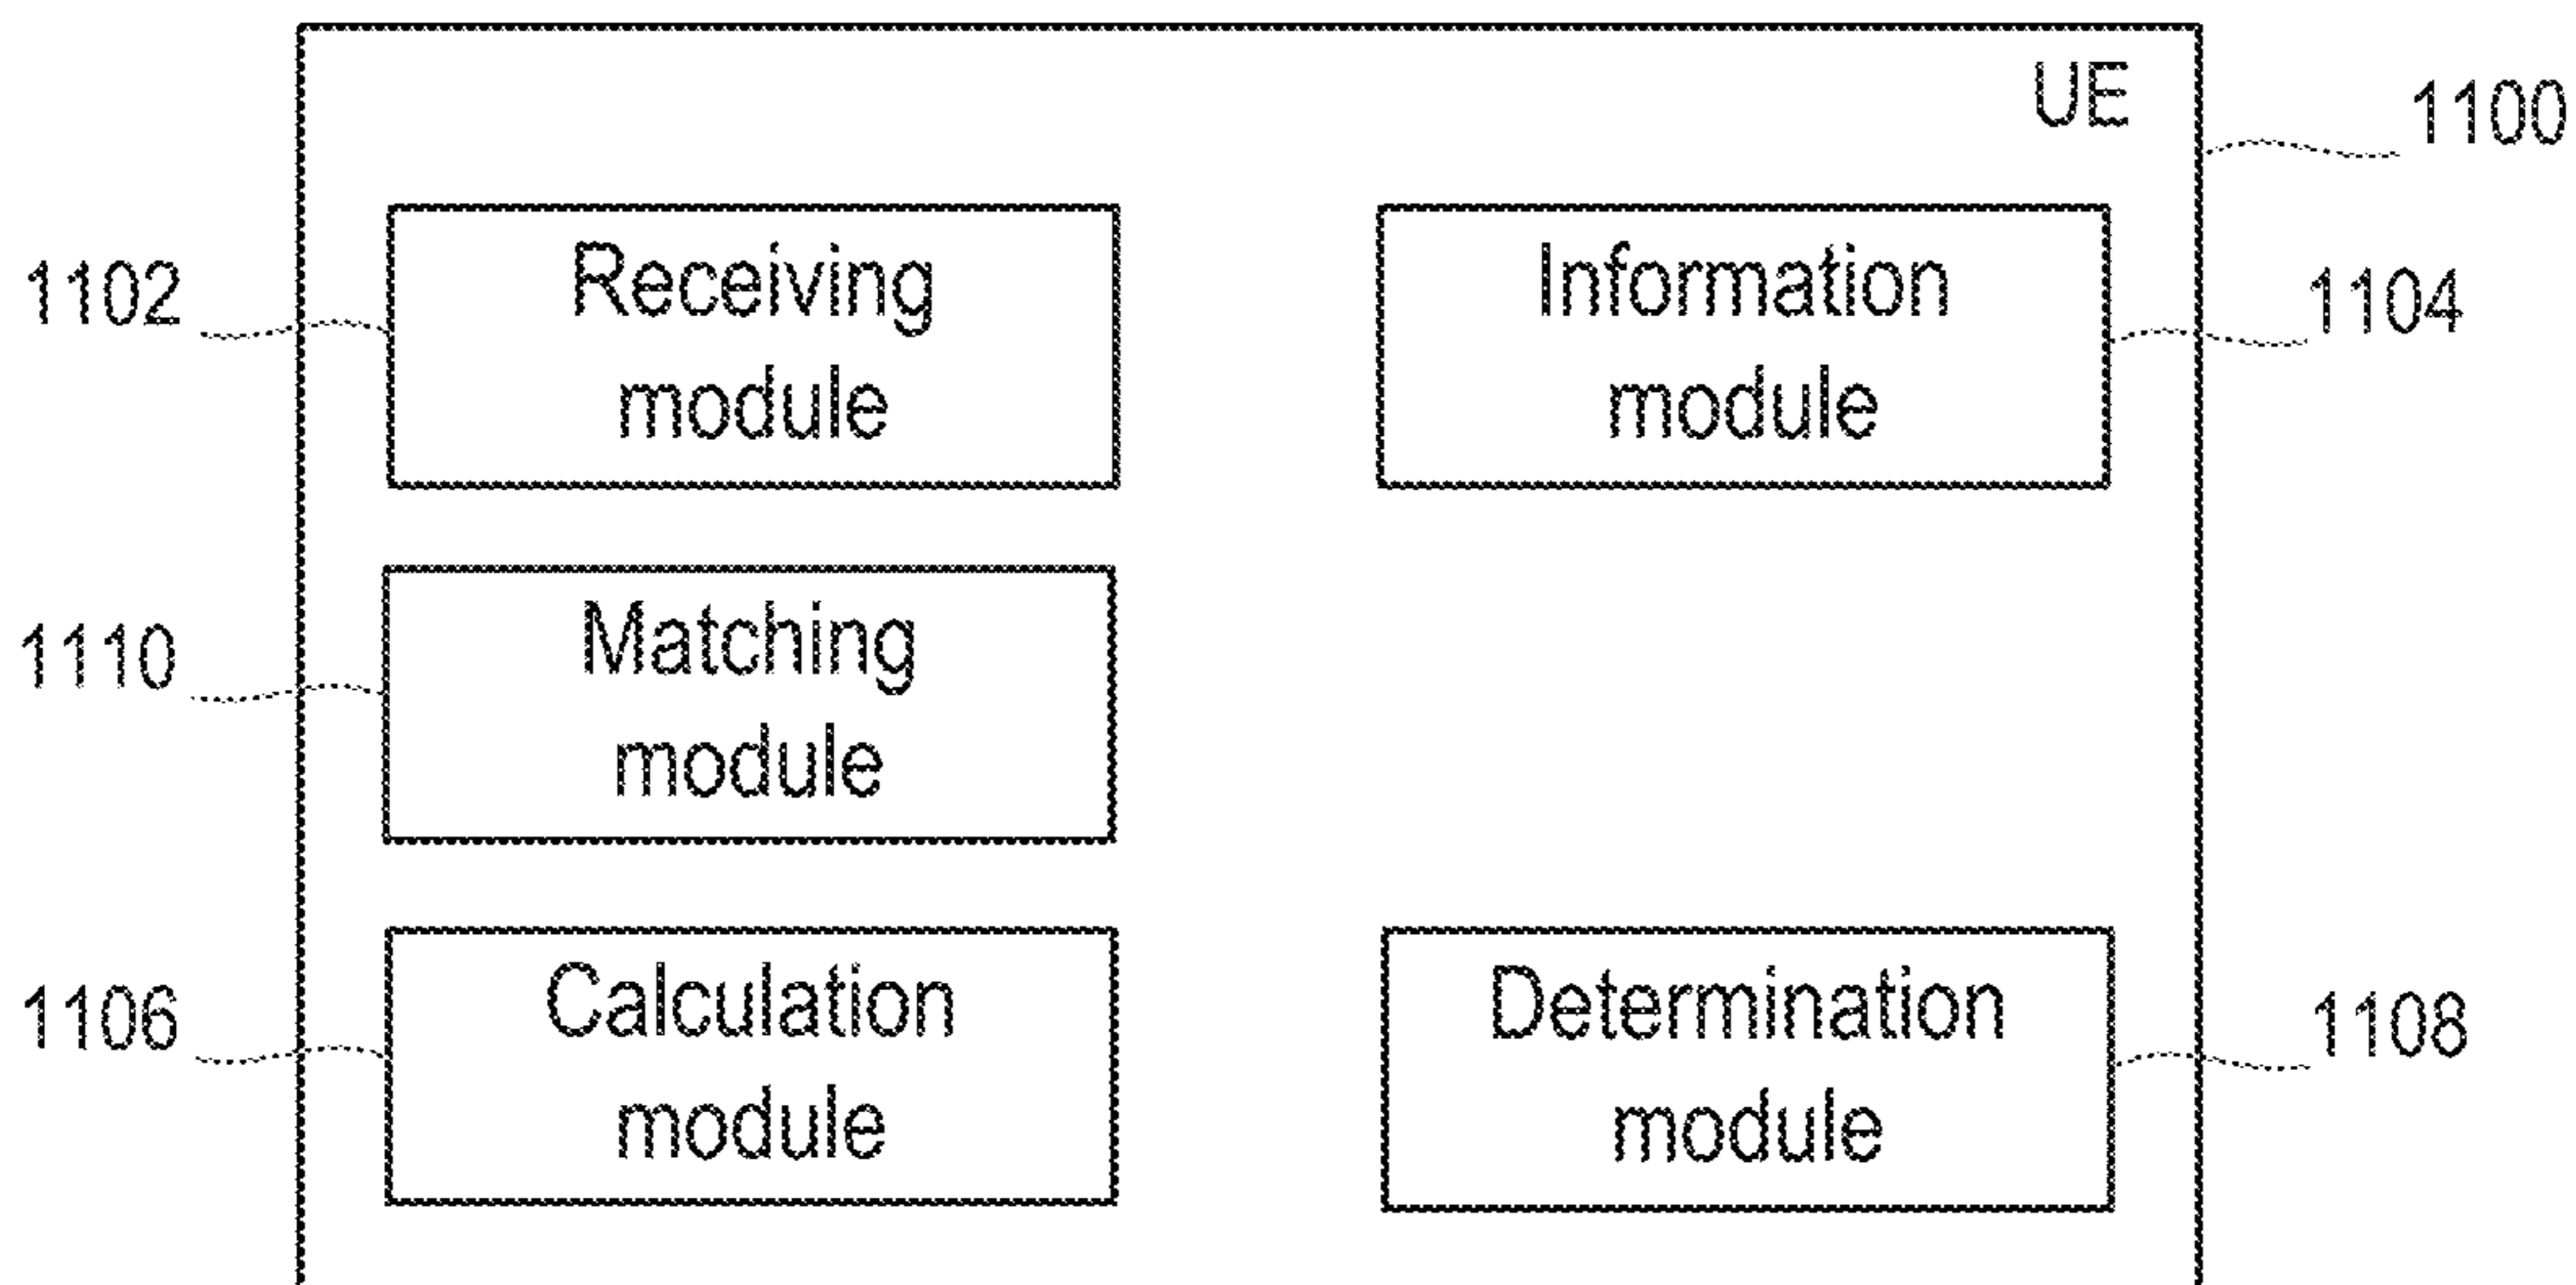 UE
1100
Receiving
module
1102
Information
module
1104
Matching
module
1110
Calculation
module
1106
Determination
module
1108